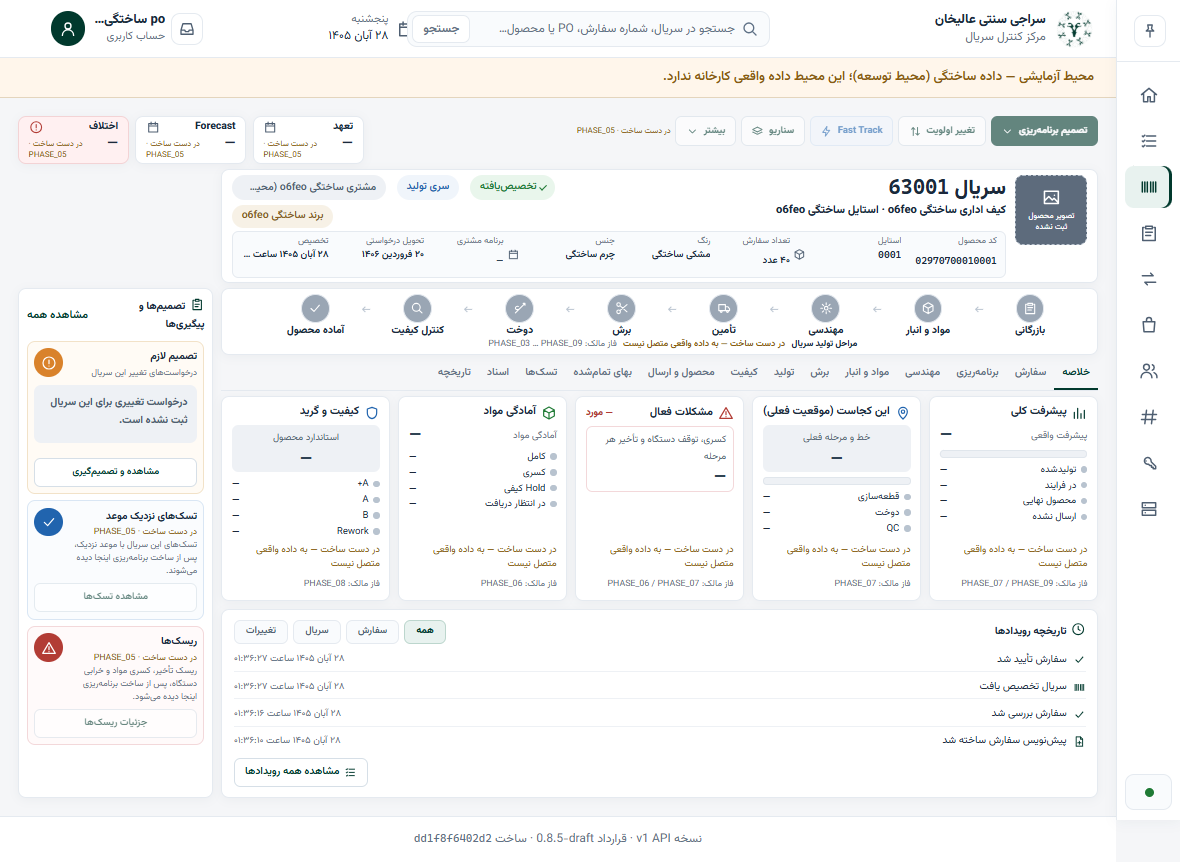 سراجی سنتی عالیخان
مرکز کنترل سریال
جستجو در سریال، شماره سفارش، PO یا محصول...
جستجو
پنجشنبه
۲۸ آبان ۱۴۰۵
po ساختگی...
حساب کاربری
محیط آزمایشی — داده ساختگی (محیط توسعه)؛ این محیط داده واقعی کارخانه ندارد.
تصمیم برنامه‌ریزی
تغییر اولویت
Fast Track
سناریو
بیشتر
در دست ساخت · PHASE_05
تعهد
—
در دست ساخت ·
PHASE_05
Forecast
—
در دست ساخت ·
PHASE_05
اختلاف
—
در دست ساخت ·
PHASE_05
تصویر محصول
ثبت نشده
سریال 63001
کیف اداری ساختگی o6feo · استایل ساختگی o6feo
تخصیص‌یافته
سری تولید
مشتری ساختگی o6feo (محی...
برند ساختگی o6feo
کد محصول
02970700010001
استایل
0001
تعداد سفارش
۴۰ عدد
رنگ
مشکی ساختگی
جنس
چرم ساختگی
برنامه مشتری
—
تحویل درخواستی
۲۰ فروردین ۱۴۰۶
تخصیص
۲۸ آبان ۱۴۰۵ ساعت ...
بازرگانی
مواد و انبار
مهندسی
تأمین
برش
دوخت
کنترل کیفیت
آماده محصول
مراحل تولید سریال در دست ساخت — به داده واقعی متصل نیست فاز مالک: PHASE_03 … PHASE_09
خلاصه
سفارش
برنامه‌ریزی
مهندسی
مواد و انبار
برش
تولید
کیفیت
محصول و ارسال
بهای تمام‌شده
تسک‌ها
اسناد
تاریخچه
پیشرفت کلی
پیشرفت واقعی
—
تولیدشده
—
در فرایند
—
محصول نهایی
—
ارسال نشده
—
در دست ساخت — به داده واقعی
متصل نیست
فاز مالک: PHASE_07 / PHASE_09
این کجاست (موقعیت فعلی)
خط و مرحله فعلی
—
قطعه‌سازی
—
دوخت
—
QC
—
در دست ساخت — به داده واقعی
متصل نیست
فاز مالک: PHASE_07
مشکلات فعال
— مورد
کسری، توقف دستگاه و تأخیر هر
مرحله
—
در دست ساخت — به داده واقعی
متصل نیست
فاز مالک: PHASE_06 / PHASE_07
آمادگی مواد
آمادگی مواد
—
کامل
—
کسری
—
Hold کیفی
—
در انتظار دریافت
—
در دست ساخت — به داده واقعی
متصل نیست
فاز مالک: PHASE_06
کیفیت و گرید
استاندارد محصول
—
A+
—
A
—
B
—
Rework
—
در دست ساخت — به داده واقعی
متصل نیست
فاز مالک: PHASE_08
تاریخچه رویدادها
همه
سفارش
سریال
تغییرات
سفارش تأیید شد
۲۸ آبان ۱۴۰۵ ساعت ۰۱:۳۶:۲۷
سریال تخصیص یافت
۲۸ آبان ۱۴۰۵ ساعت ۰۱:۳۶:۲۷
سفارش بررسی شد
۲۸ آبان ۱۴۰۵ ساعت ۰۱:۳۶:۱۶
پیش‌نویس سفارش ساخته شد
۲۸ آبان ۱۴۰۵ ساعت ۰۱:۳۶:۱۰
مشاهده همه رویدادها
تصمیم‌ها و
پیگیری‌ها
مشاهده همه
تصمیم لازم
درخواست‌های تغییر این سریال
درخواست تغییری برای این سریال
ثبت نشده است.
مشاهده و تصمیم‌گیری
تسک‌های نزدیک موعد
در دست ساخت · PHASE_05
تسک‌های این سریال با موعد نزدیک،
پس از ساخت برنامه‌ریزی اینجا دیده
می‌شوند.
مشاهده تسک‌ها
ریسک‌ها
در دست ساخت · PHASE_05
ریسک تأخیر، کسری مواد و خرابی
دستگاه، پس از ساخت برنامه‌ریزی
اینجا دیده می‌شود.
جزئیات ریسک‌ها
نسخه v1 API · قرارداد 0.8.5-draft · ساخت dd1f8f6402d2